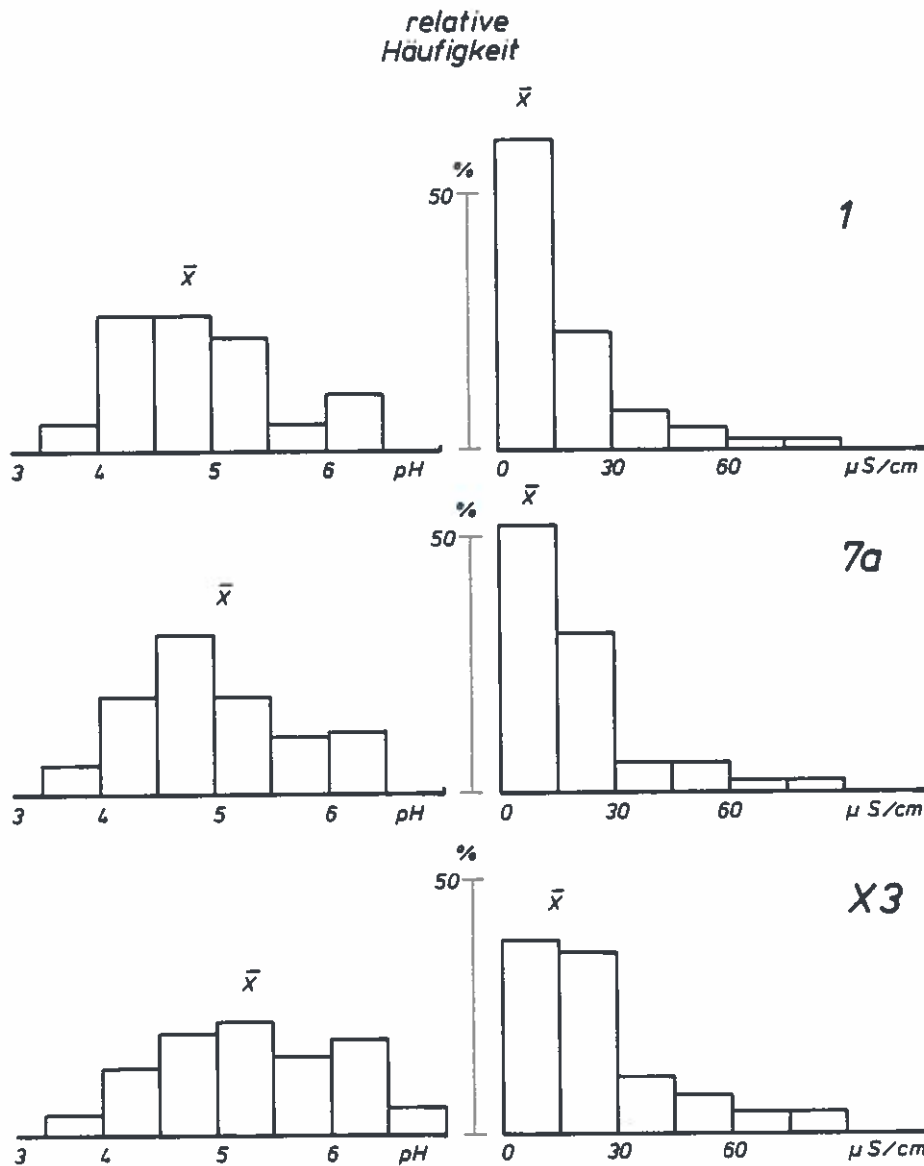 relative
Häufigkeit
x̄
%
50
1
x̄
3 4 5 6 pH
0 30 60 µS/cm
x̄
%
50
7a
x̄
3 4 5 6 pH
0 30 60 µS/cm
%
50
X3
x̄
x̄
3 4 5 6 pH
0 30 60 µS/cm